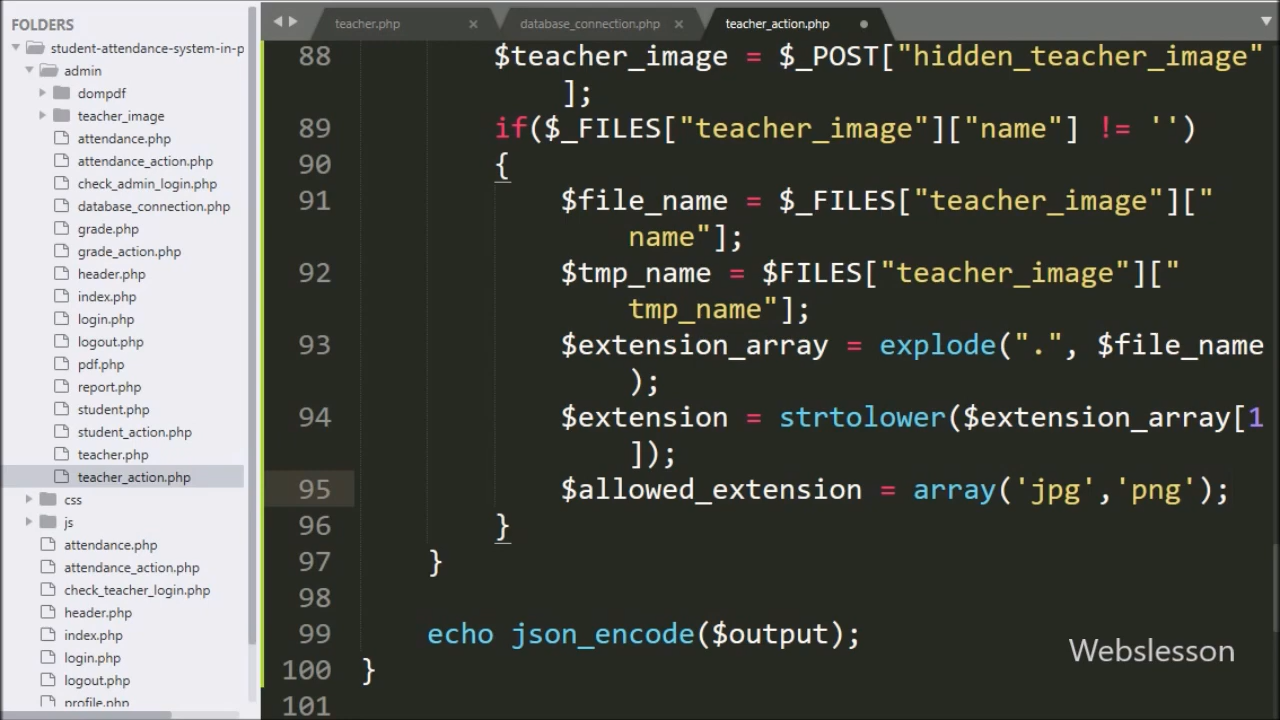 FOLDERS
student-attendance-system-in-p
admin
dompdf
teacher_image
attendance.php
attendance_action.php
check_admin_login.php
database_connection.php
grade.php
grade_action.php
header.php
index.php
login.php
logout.php
pdf.php
report.php
student.php
student_action.php
teacher.php
teacher_action.php
css
js
attendance.php
attendance_action.php
check_teacher_login.php
header.php
index.php
login.php
logout.php
profile.php
teacher.php × database_connection.php × teacher_action.php
88 $teacher_image = $_POST["hidden_teacher_image"
];
89 if($_FILES["teacher_image"]["name"] != '')
90 {
91 $file_name = $_FILES["teacher_image"]["
name"];
92 $tmp_name = $FILES["teacher_image"]["
tmp_name"];
93 $extension_array = explode(".", $file_name
);
94 $extension = strtolower($extension_array[1
]);
95 $allowed_extension = array('jpg','png');
96 }
97 }
98
99 echo json_encode($output);
100 }
101
Webslesson